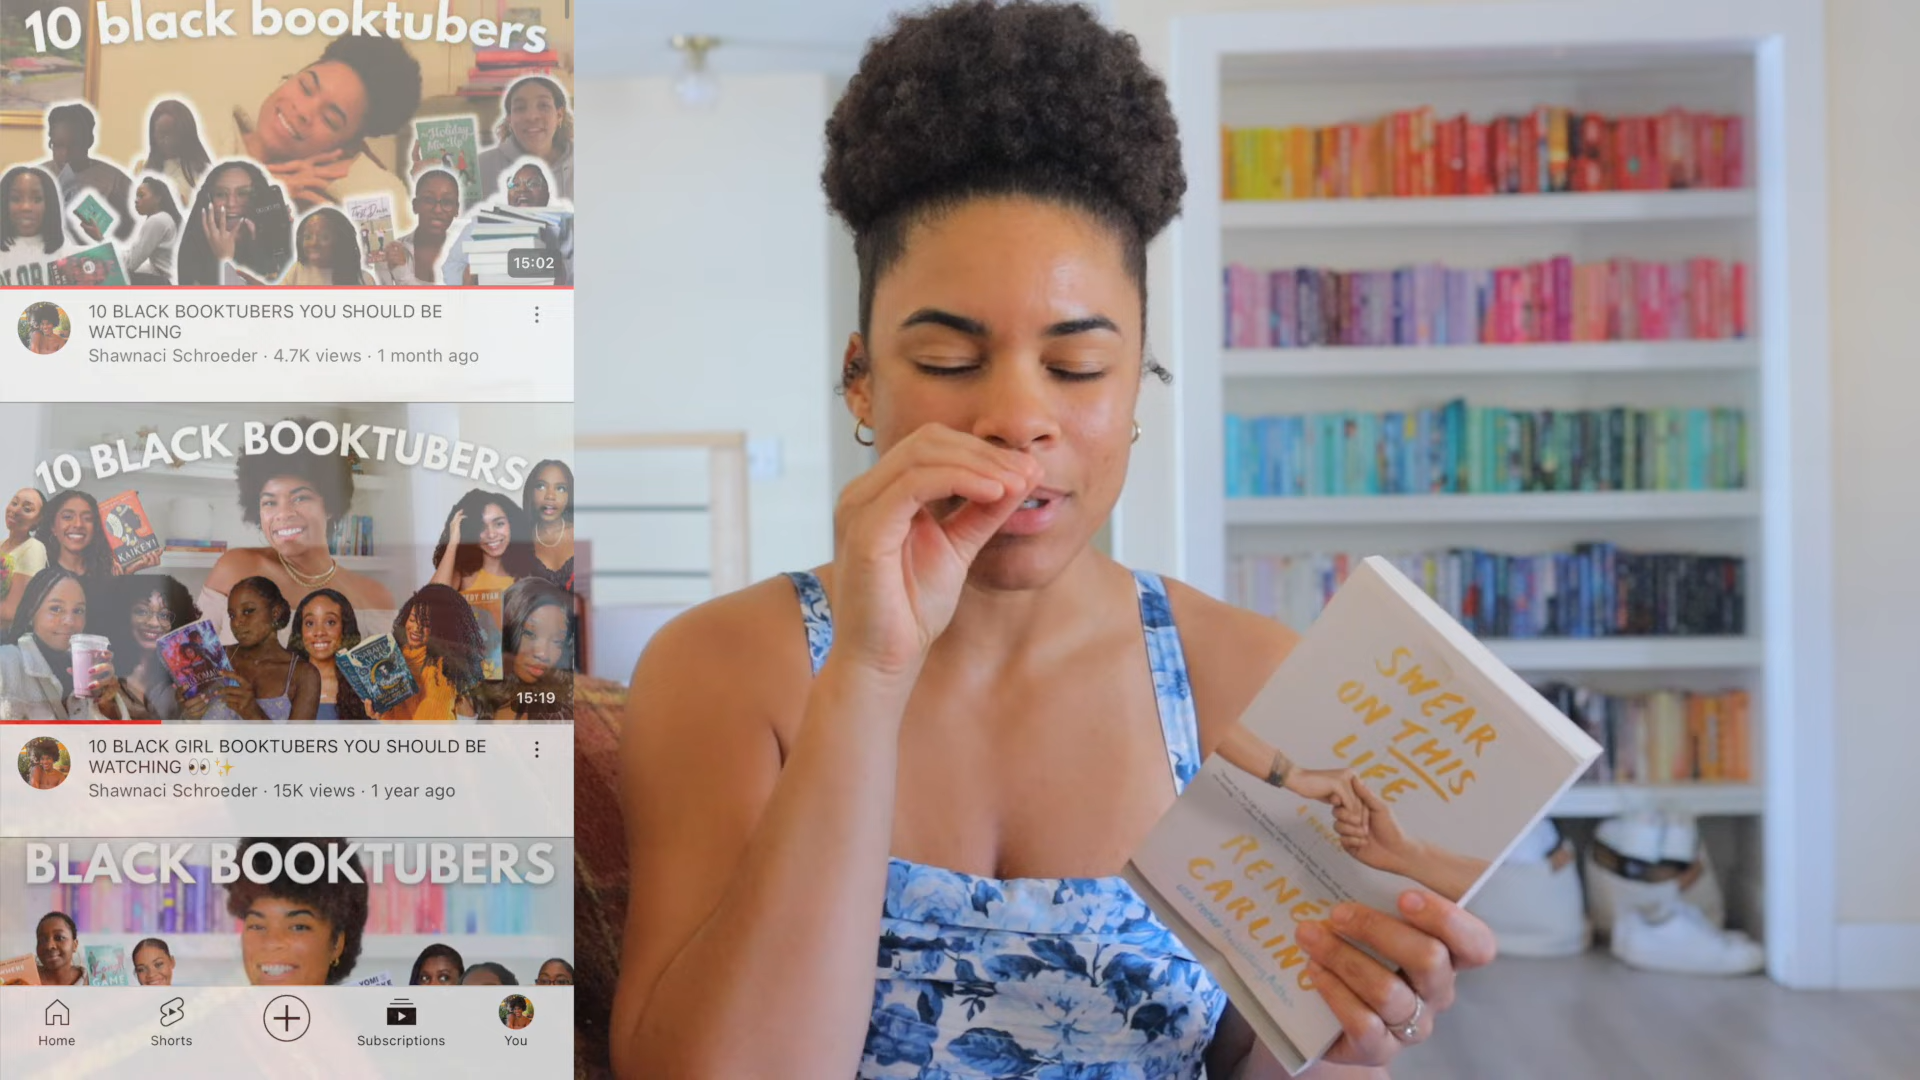 10 black booktubers
15:02
10 BLACK BOOKTUBERS YOU SHOULD BE
WATCHING
Shawnaci Schroeder · 4.7K views · 1 month ago
10 BLACK BOOKTUBERS
KAIKEYI
15:19
10 BLACK GIRL BOOKTUBERS YOU SHOULD BE
WATCHING 👀✨
Shawnaci Schroeder · 15K views · 1 year ago
BLACK BOOKTUBERS
GAME
Home
Shorts
Subscriptions
You
SWEAR
ON THIS
LIFE
RENÉE
CARLINO